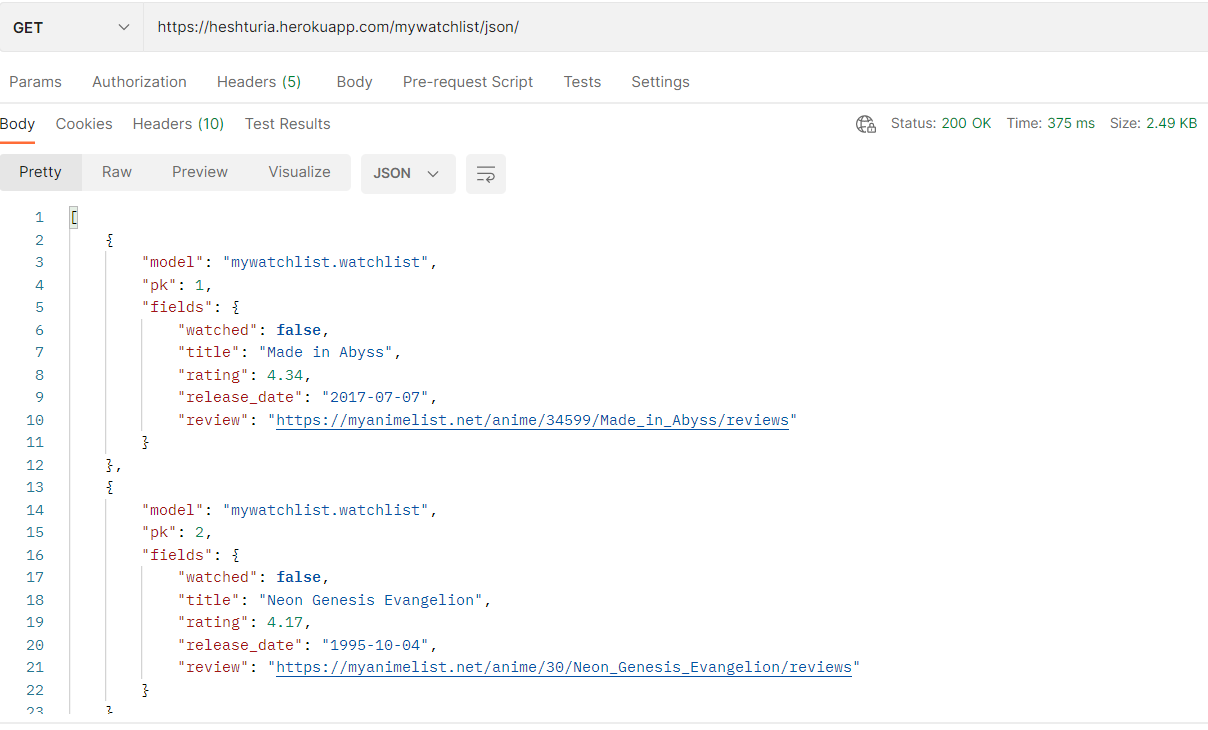 GET https://heshturia.herokuapp.com/mywatchlist/json/
Params Authorization Headers (5) Body Pre-request Script Tests Settings
Body Cookies Headers (10) Test Results Status: 200 OK Time: 375 ms Size: 2.49 KB
Pretty Raw Preview Visualize JSON
1 [
2 {
3 "model": "mywatchlist.watchlist",
4 "pk": 1,
5 "fields": {
6 "watched": false,
7 "title": "Made in Abyss",
8 "rating": 4.34,
9 "release_date": "2017-07-07",
10 "review": "https://myanimelist.net/anime/34599/Made_in_Abyss/reviews"
11 }
12 },
13 {
14 "model": "mywatchlist.watchlist",
15 "pk": 2,
16 "fields": {
17 "watched": false,
18 "title": "Neon Genesis Evangelion",
19 "rating": 4.17,
20 "release_date": "1995-10-04",
21 "review": "https://myanimelist.net/anime/30/Neon_Genesis_Evangelion/reviews"
22 }
23 }